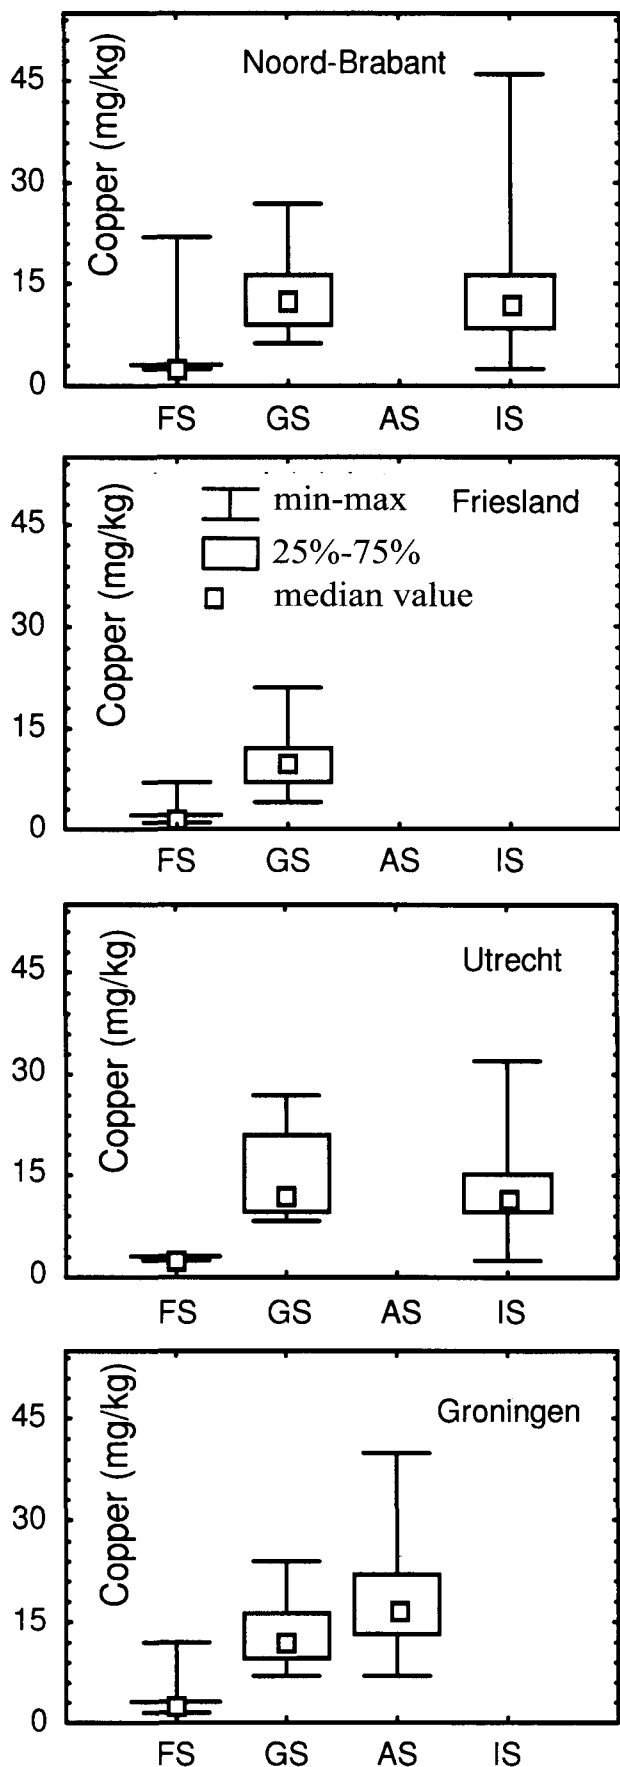 Noord-Brabant
Copper (mg/kg)
45
30
15
0
FS GS AS IS
min-max Friesland
25%-75%
median value
Copper (mg/kg)
45
30
15
0
FS GS AS IS
Utrecht
Copper (mg/kg)
45
30
15
0
FS GS AS IS
Groningen
Copper (mg/kg)
45
30
15
0
FS GS AS IS